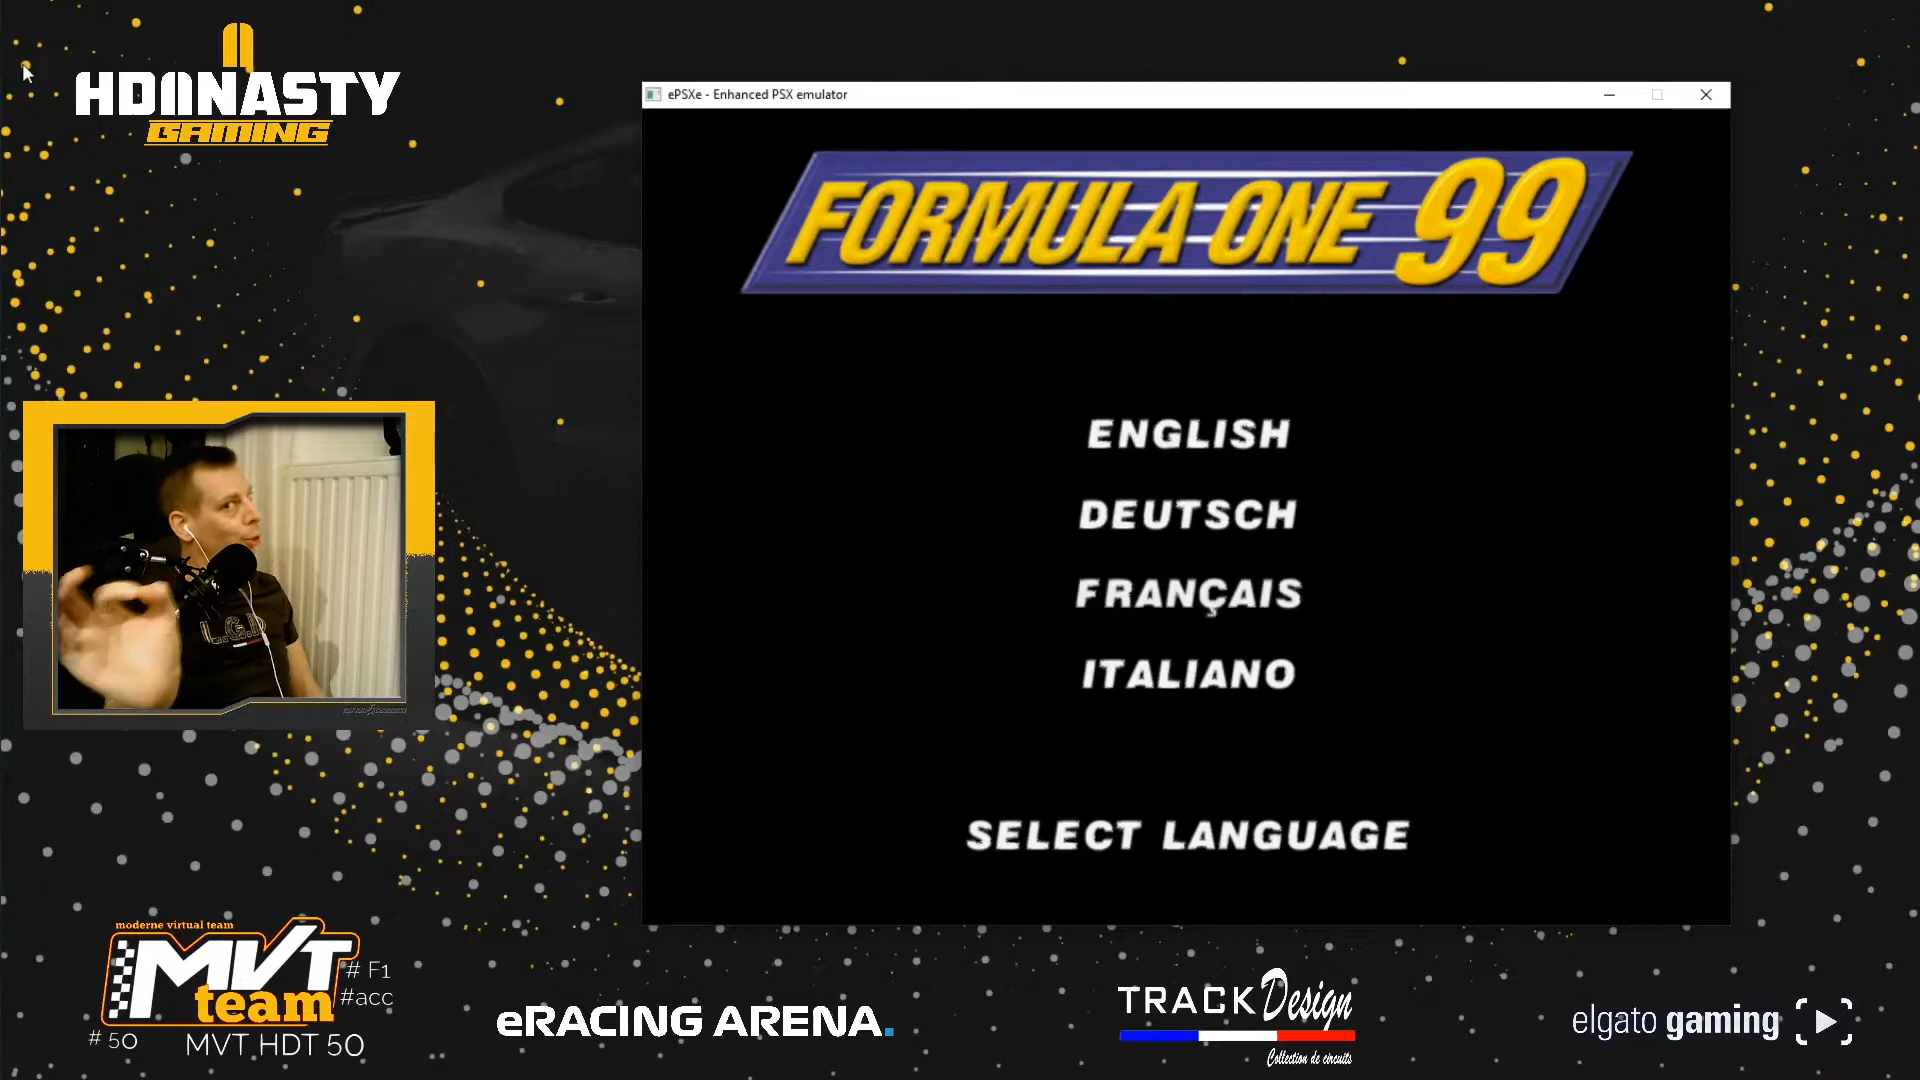 HDMNASTY
GAMING
ePSXe - Enhanced PSX emulator
FORMULA ONE 99
ENGLISH
DEUTSCH
FRANÇAIS
ITALIANO
SELECT LANGUAGE
L.G.D
moderne virtual team
MVT
team
# F1
#acc
# 50
MVT HDT 50
eRACING ARENA.
TRACK Design
Collection de circuits
elgato gaming